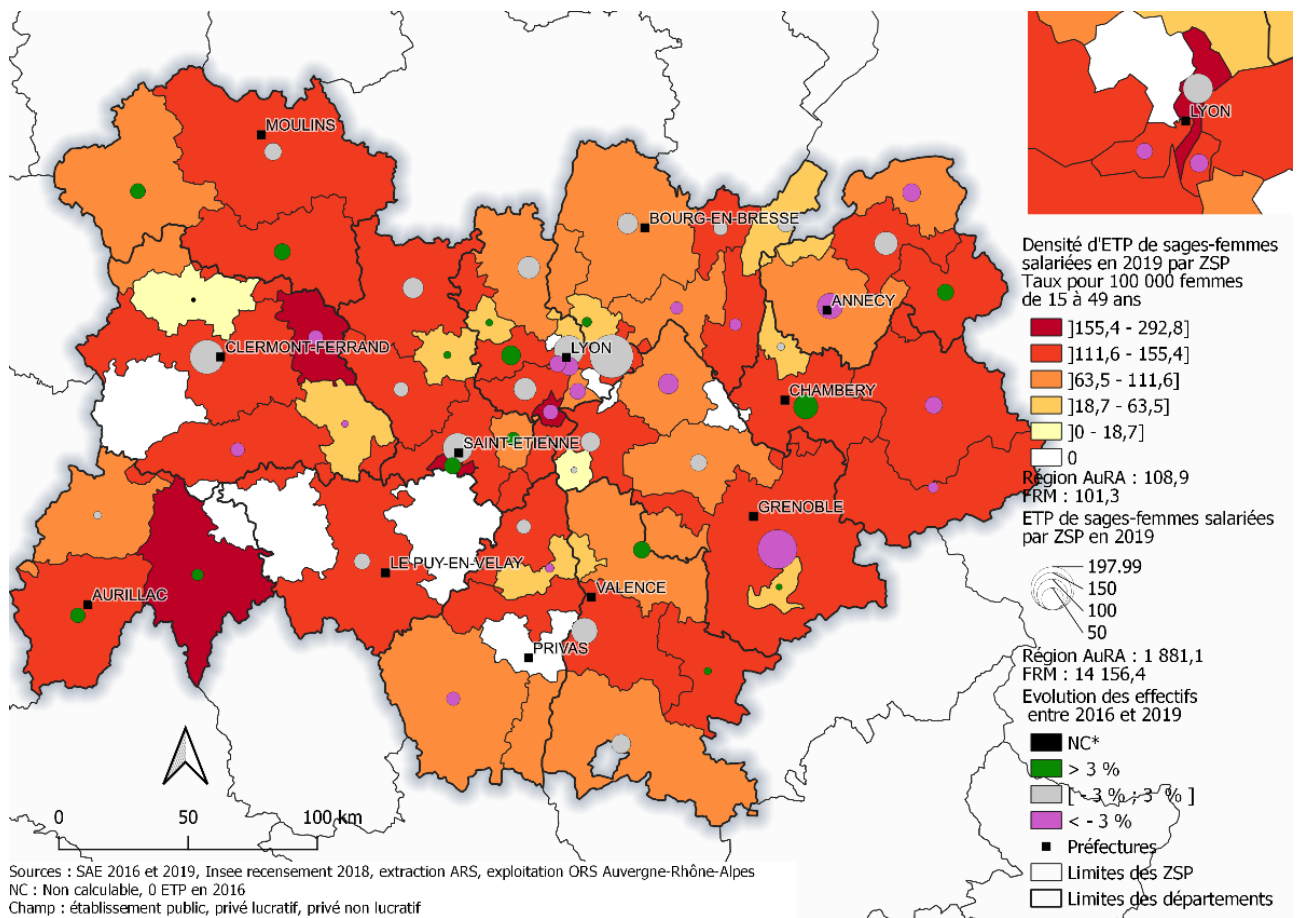 MOULINS
BOURG-EN-BRESSE
ANNECY
CLERMONT-FERRAND
LYON
CHAMBERY
SAINT-ETIENNE
GRENOBLE
LE-PUY-EN-VELAY
VALENCE
AURILLAC
PRIVAS
0 50 100 km
LYON
Densité d'ETP de sages-femmes
salariées en 2019 par ZSP
Taux pour 100 000 femmes
de 15 à 49 ans
]155,4 - 292,8]
]111,6 - 155,4]
]63,5 - 111,6]
]18,7 - 63,5]
]0 - 18,7]
0
Région AuRA : 108,9
FRM : 101,3
ETP de sages-femmes salariées
par ZSP en 2019
197.99
150
100
50
Région AuRA : 1 881,1
FRM : 14 156,4
Evolution des effectifs
entre 2016 et 2019
NC*
> 3 %
[ - 3 % ; 3 % ]
< - 3 %
Préfectures
Limites des ZSP
Limites des départements
Sources : SAE 2016 et 2019, Insee recensement 2018, extraction ARS, exploitation ORS Auvergne-Rhône-Alpes
NC : Non calculable, 0 ETP en 2016
Champ : établissement public, privé lucratif, privé non lucratif